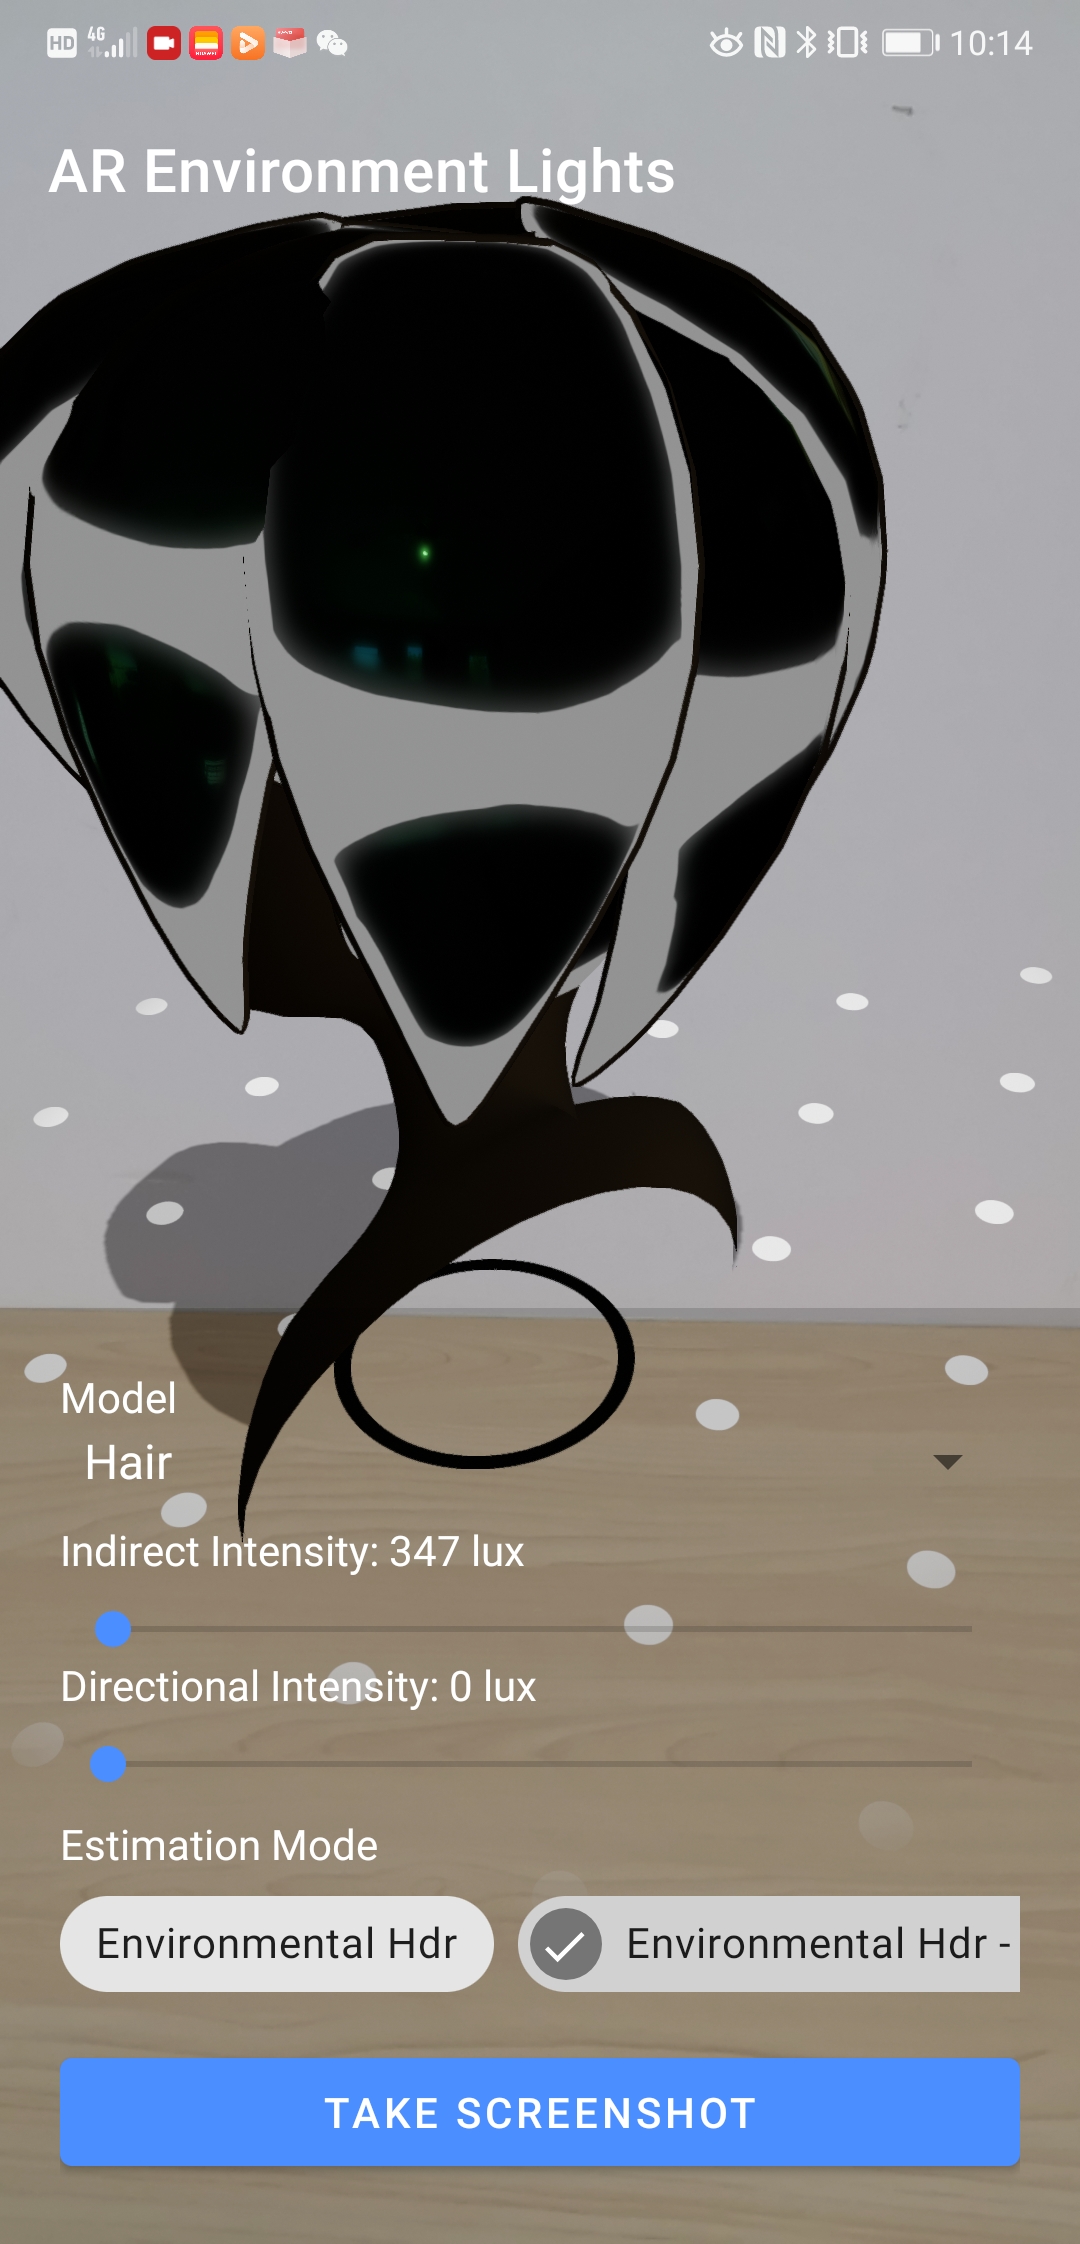 HD 4G 10:14
AR Environment Lights
Model
Hair
Indirect Intensity: 347 lux
Directional Intensity: 0 lux
Estimation Mode
Environmental Hdr Environmental Hdr -
TAKE SCREENSHOT